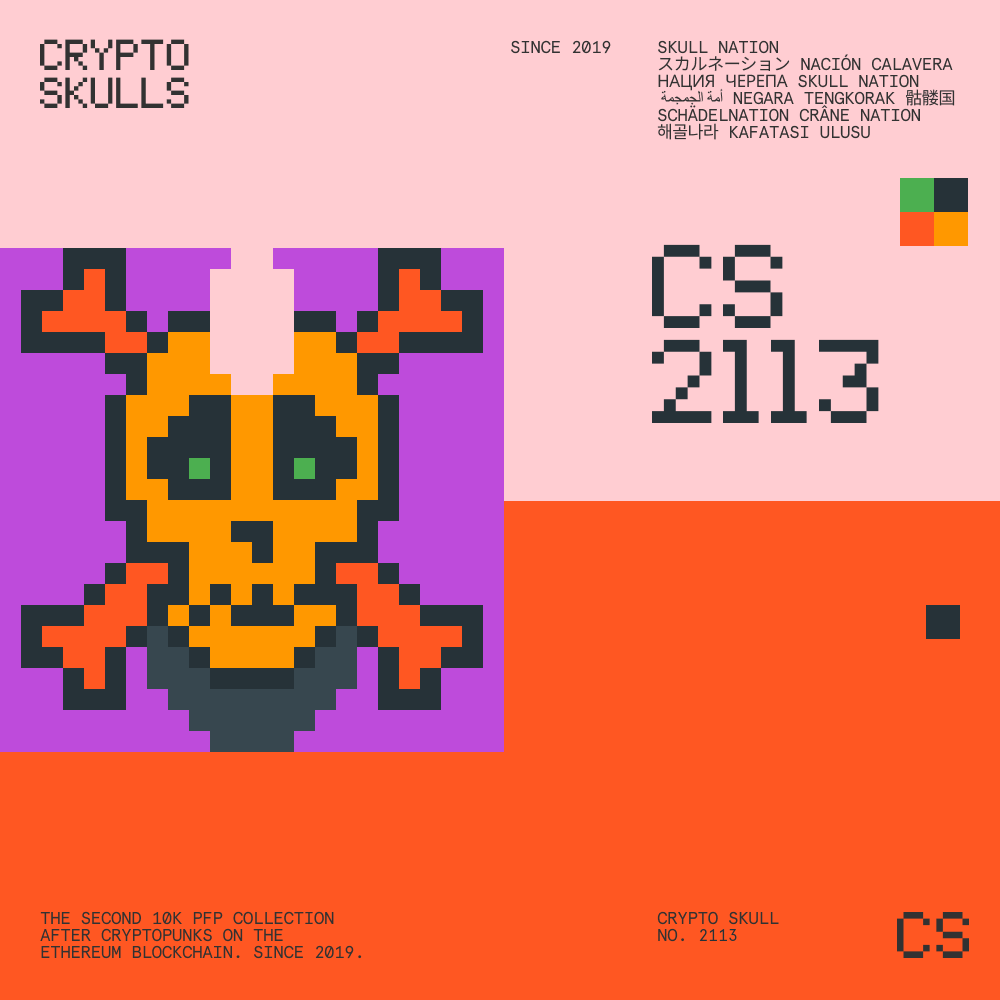 CRYPTO
SKULLS
SINCE 2019
SKULL NATION
スカルネーション NACIÓN CALAVERA
НАЦИЯ ЧЕРЕПА SKULL NATION
أمة الجمجمة NEGARA TENGKORAK 骷髅国
SCHÄDELNATION CRÂNE NATION
해골나라 KAFATASI ULUSU
CS
2113
THE SECOND 10K PFP COLLECTION
AFTER CRYPTOPUNKS ON THE
ETHEREUM BLOCKCHAIN. SINCE 2019.
CRYPTO SKULL
NO. 2113
CS